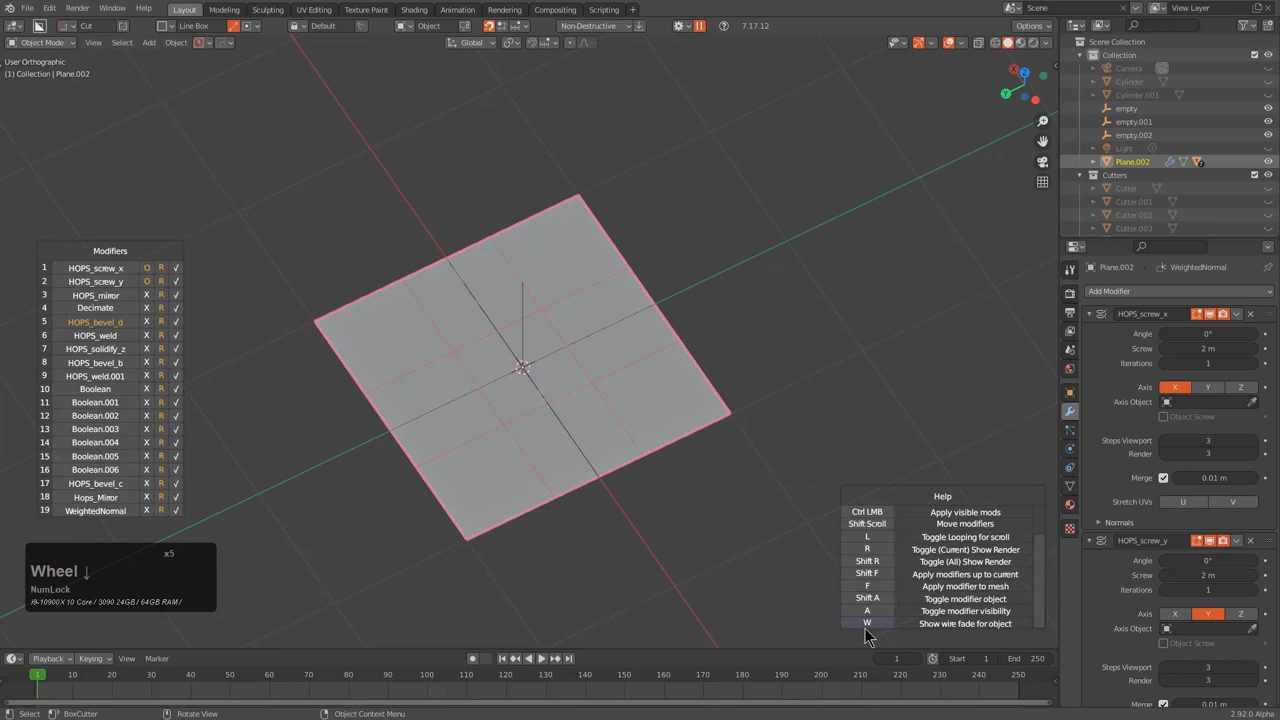 File Edit Render Window Help Layout Modeling Sculpting UV Editing Texture Paint Shading Animation Rendering Compositing Scripting + Scene View Layer
Cut Line Box Default Object Non-Destructive 7.17.12 Options
Object Mode View Select Add Object Global
User Orthographic
(1) Collection | Plane.002
Scene Collection
Collection
Camera
Cylinder
Cylinder.001
empty
empty.001
empty.002
Light
Plane.002
Cutters
Cutter
Cutter.001
Cutter.002
Cutter.003
Modifiers
1 HOPS_screw_x O R √
2 HOPS_screw_y O R √
3 HOPS_mirror X R √
4 Decimate X R √
5 HOPS_bevel_d X R √
6 HOPS_weld X R √
7 HOPS_solidify_z X R √
8 HOPS_bevel_b X R √
9 HOPS_weld.001 X R √
10 Boolean X R √
11 Boolean.001 X R √
12 Boolean.002 X R √
13 Boolean.003 X R √
14 Boolean.004 X R √
15 Boolean.005 X R √
16 Boolean.006 X R √
17 HOPS_bevel_c X R √
18 Hops_Mirror X R √
19 WeightedNormal X R √
Plane.002 WeightedNormal
Add Modifier
HOPS_screw_x
Angle 0°
Screw 2 m
Iterations 1
Axis X Y Z
Axis Object
Object Screw
Steps Viewport 3
Render 3
Merge 0.01 m
Stretch UVs U V
Normals
HOPS_screw_y
Angle 0°
Screw 2 m
Iterations 1
Axis X Y Z
Axis Object
Object Screw
Steps Viewport 3
Render 3
Merge 0.01 m
Help
Ctrl LMB Apply visible mods
Shift Scroll Move modifiers
L Toggle Looping for scroll
R Toggle (Current) Show Render
Shift R Toggle (All) Show Render
Shift F Apply modifiers up to current
F Apply modifier to mesh
Shift A Toggle modifier object
A Toggle modifier visibility
W Show wire fade for object
x5
Wheel ↓
NumLock
i9-10900X 10 Core / 3090 24GB / 64GB RAM /
Playback Keying View Marker 1 Start 1 End 250
1 10 20 30 40 50 60 70 80 90 100 110 120 130 140 150 160 170 180 190 200 210 220 230 240 250
Select BoxCutter Rotate View Object Context Menu 2.92.0 Alpha